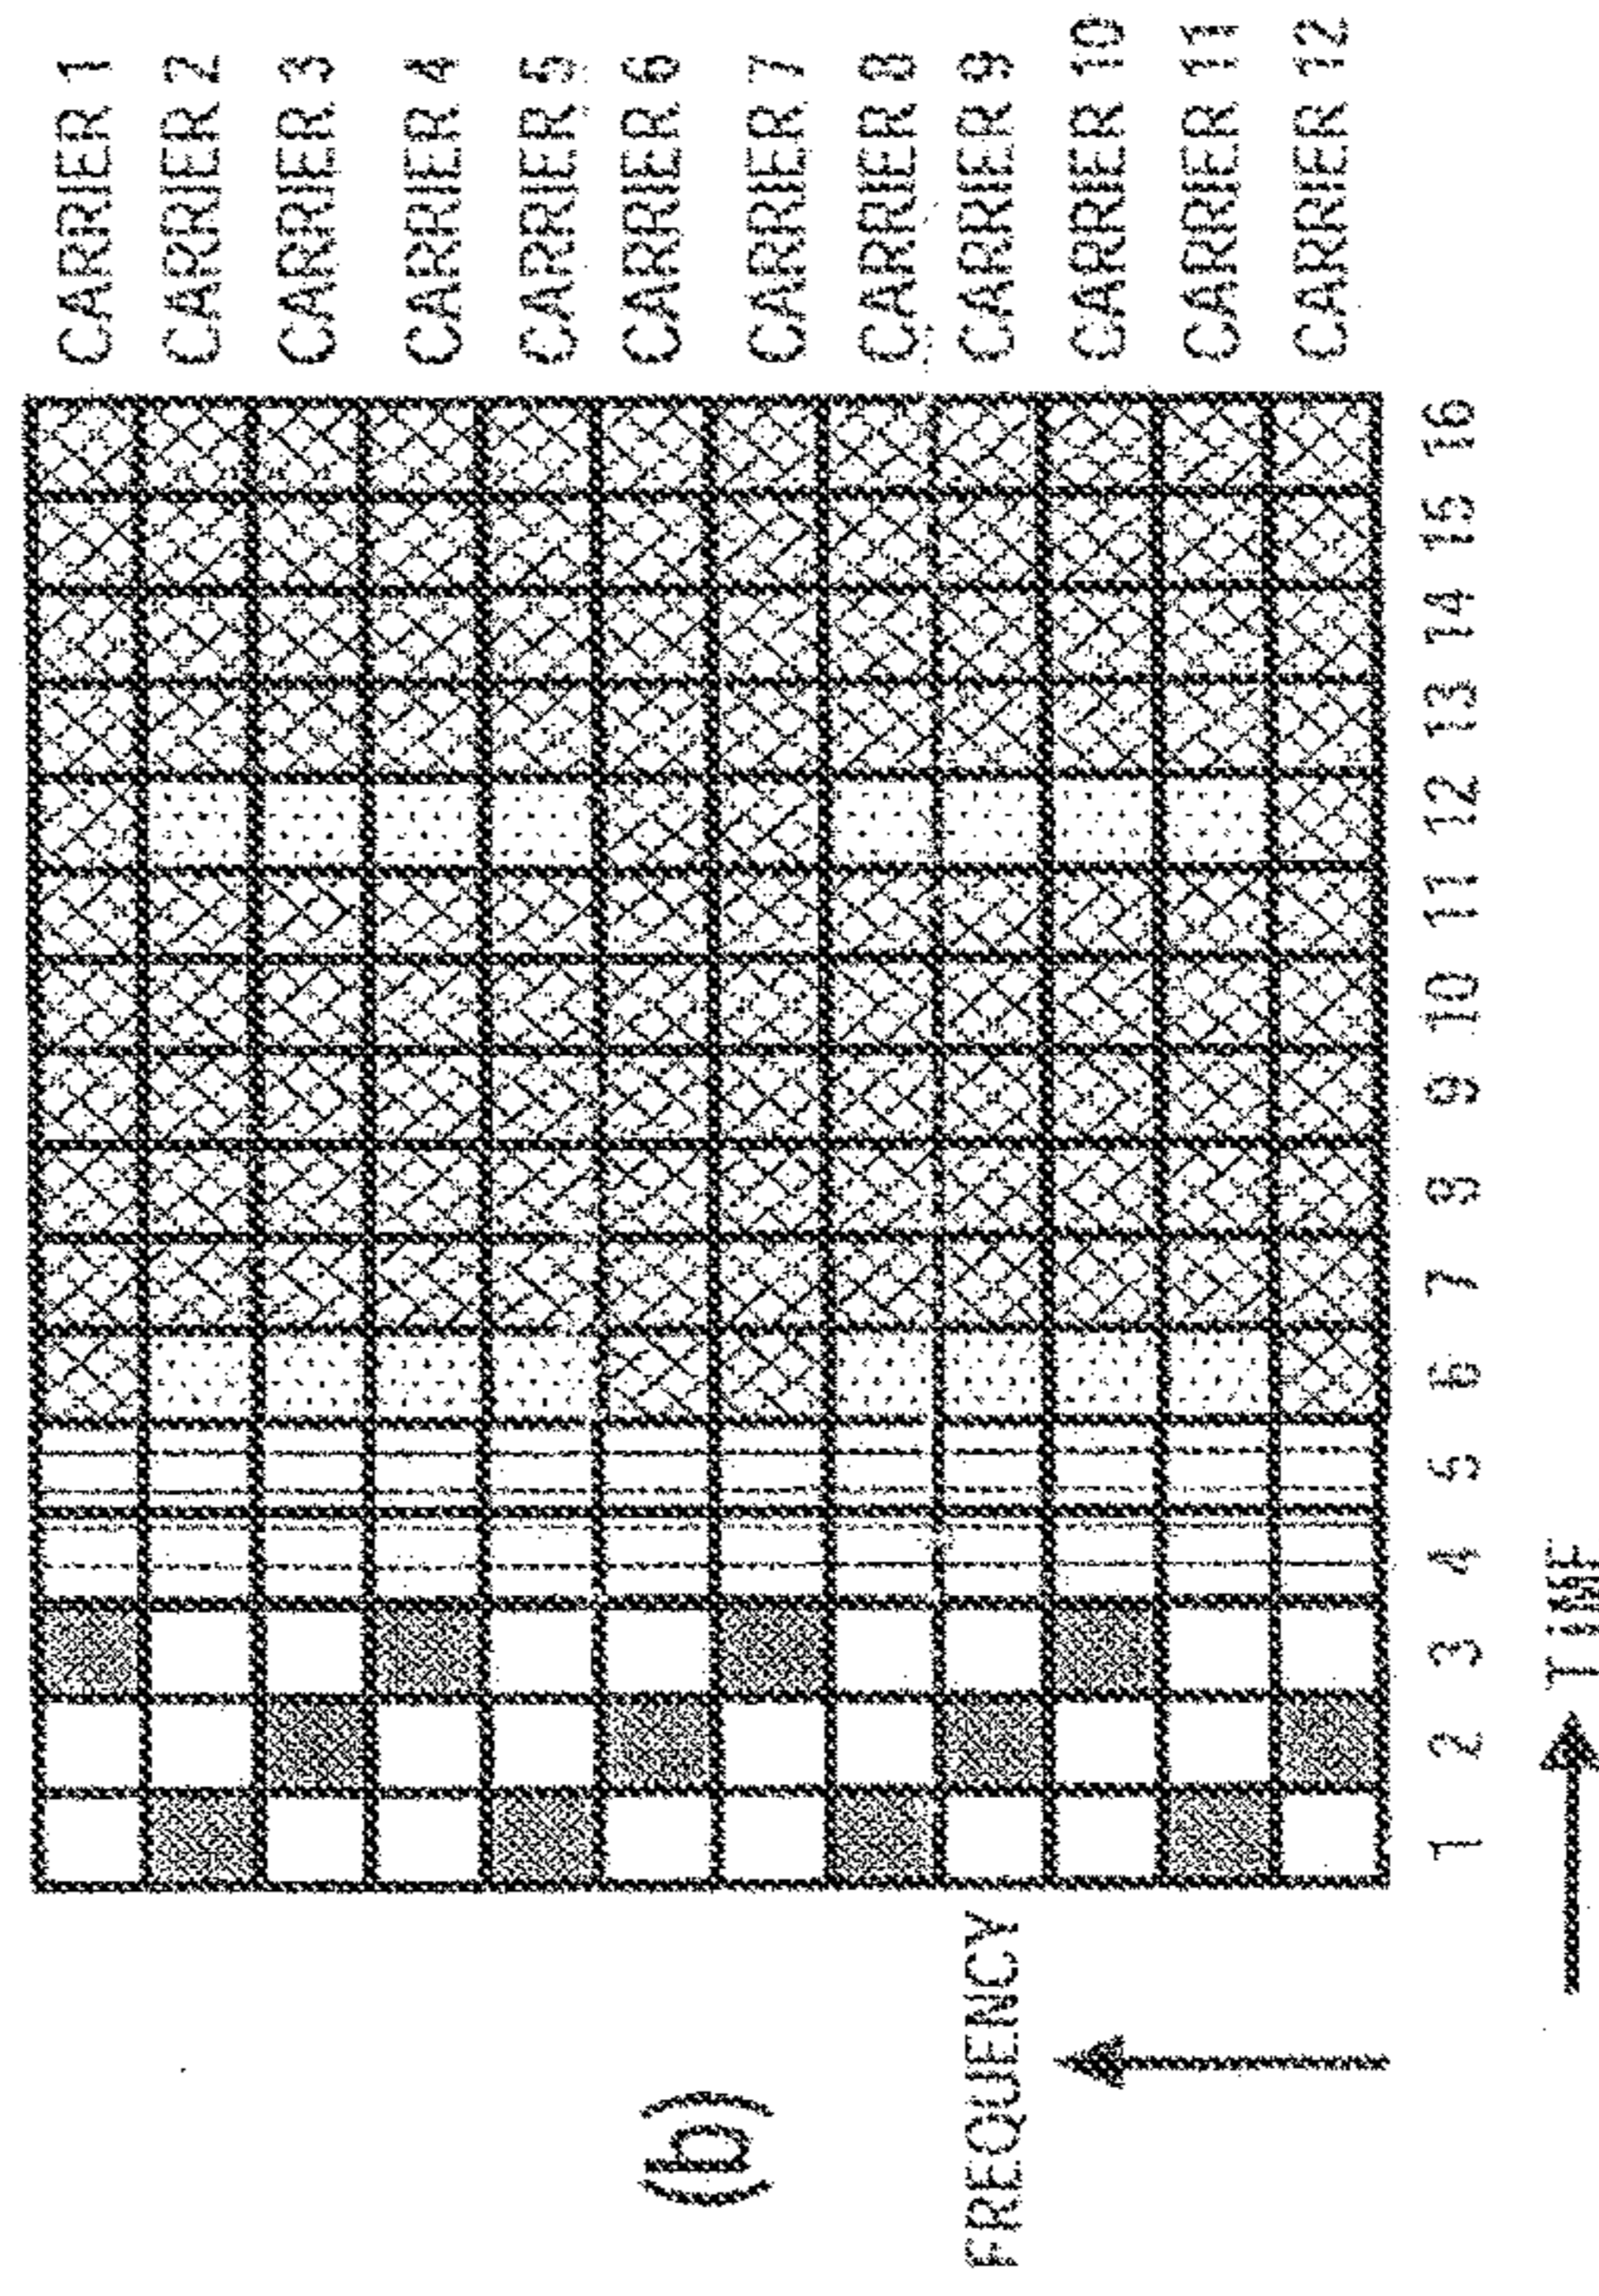 CARRIER 1
CARRIER 2
CARRIER 3
CARRIER 4
CARRIER 5
CARRIER 6
CARRIER 7
CARRIER 8
CARRIER 9
CARRIER 10
CARRIER 11
CARRIER 12
1 2 3 4 5 6 7 8 9 10 11 12 13 14 15 16
TIME
FREQUENCY
(b)